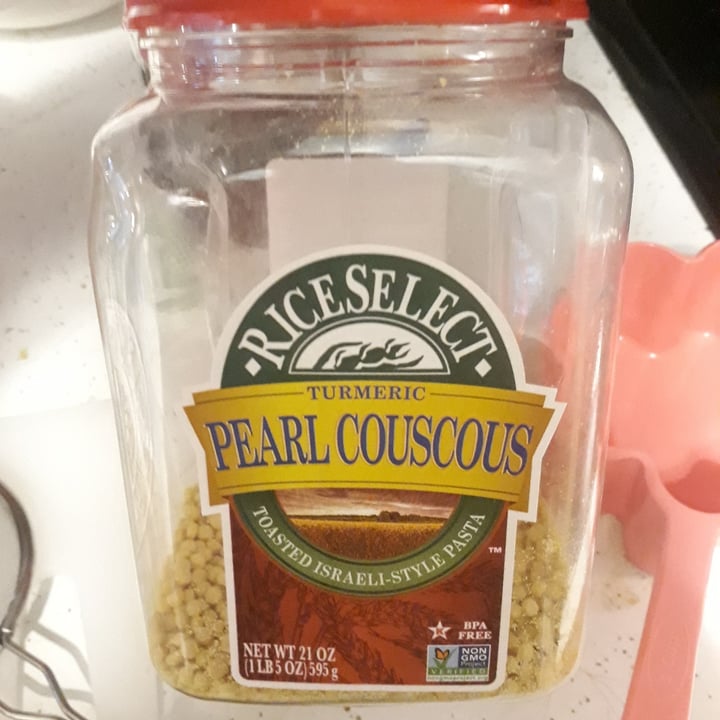 ·RICESELECT·
TURMERIC
PEARL COUSCOUS
TOASTED ISRAELI-STYLE PASTA
TM
BPA
FREE
NET WT 21 OZ
(1 LB 5 OZ) 595 g
NON
GMO
Project
VERIFIED